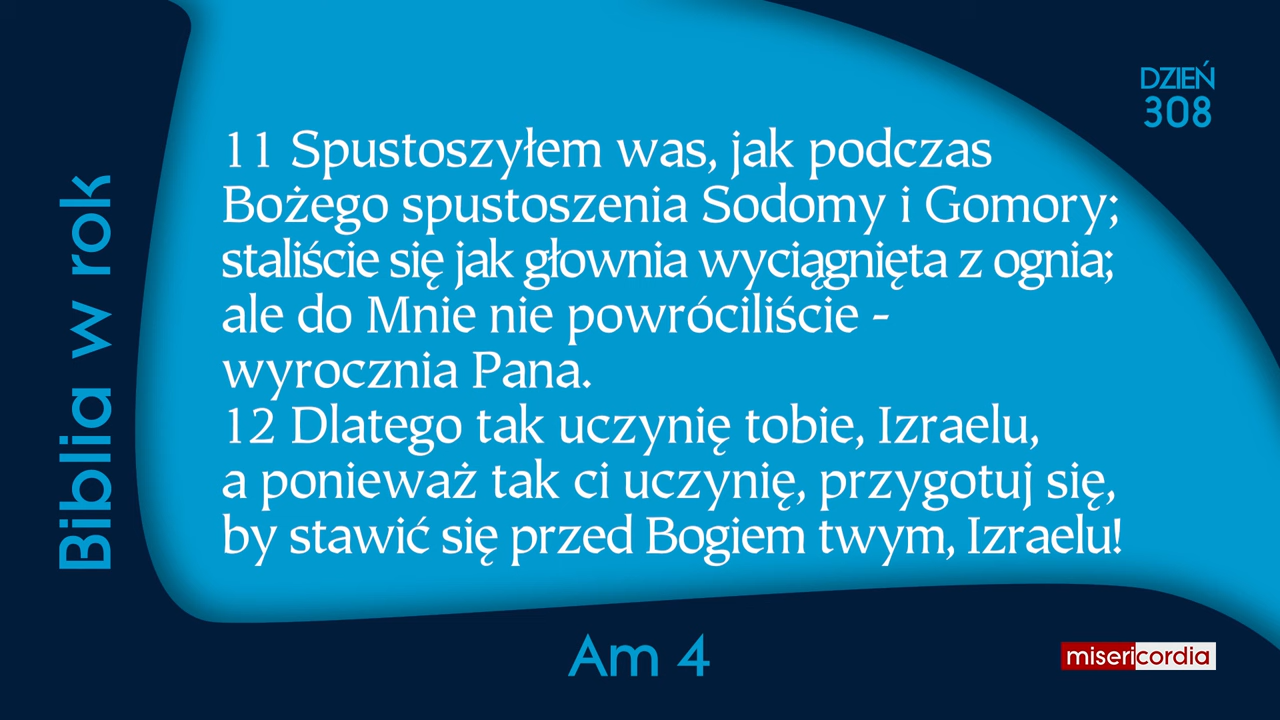 DZIEŃ
308
Biblia w rok
11 Spustoszyłem was, jak podczas
Bożego spustoszenia Sodomy i Gomory;
staliście się jak głownia wyciągnięta z ognia;
ale do Mnie nie powróciliście -
wyrocznia Pana.
12 Dlatego tak uczynię tobie, Izraelu,
a ponieważ tak ci uczynię, przygotuj się,
by stawić się przed Bogiem twym, Izraelu!
Am 4
misericordia